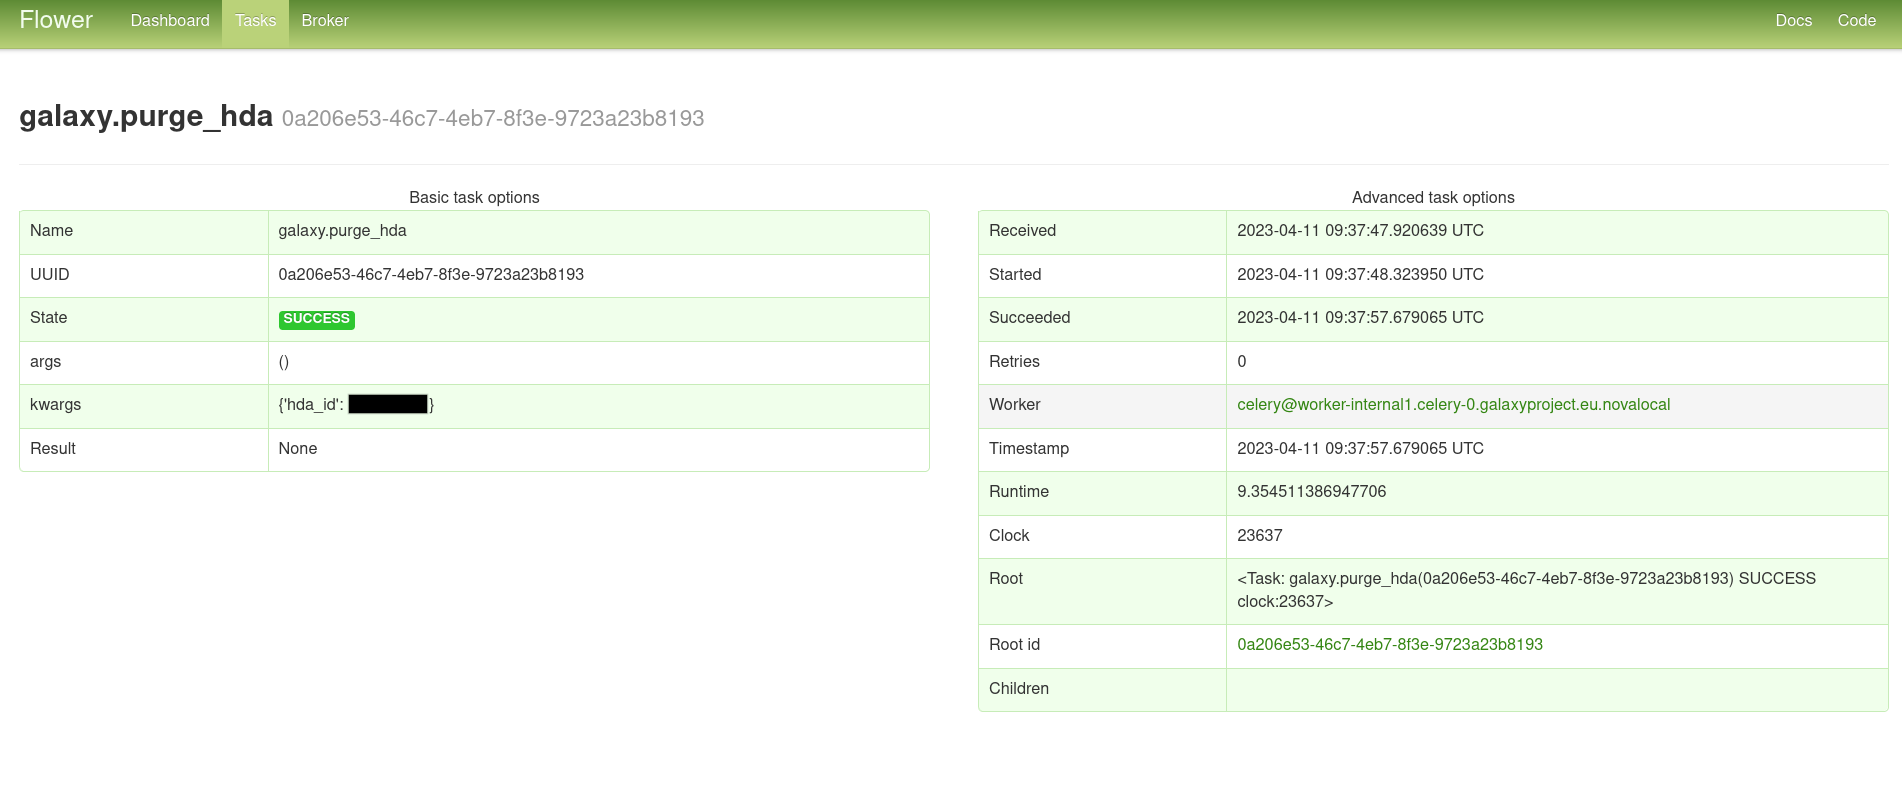 Flower Dashboard Tasks Broker Docs Code
galaxy.purge_hda 0a206e53-46c7-4eb7-8f3e-9723a23b8193
Basic task options
Name galaxy.purge_hda
UUID 0a206e53-46c7-4eb7-8f3e-9723a23b8193
State SUCCESS
args ()
kwargs {'hda_id': }
Result None
Advanced task options
Received 2023-04-11 09:37:47.920639 UTC
Started 2023-04-11 09:37:48.323950 UTC
Succeeded 2023-04-11 09:37:57.679065 UTC
Retries 0
Worker celery@worker-internal1.celery-0.galaxyproject.eu.novalocal
Timestamp 2023-04-11 09:37:57.679065 UTC
Runtime 9.354511386947706
Clock 23637
Root <Task: galaxy.purge_hda(0a206e53-46c7-4eb7-8f3e-9723a23b8193) SUCCESS
clock:23637>
Root id 0a206e53-46c7-4eb7-8f3e-9723a23b8193
Children